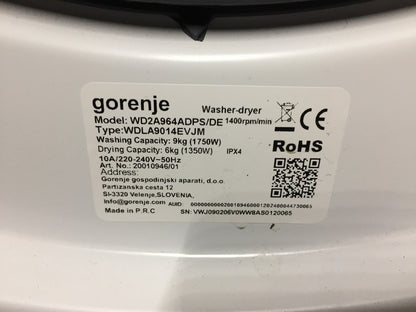 gorenje Washer-dryer
Model: WD2A964ADPS/DE 1400rpm/min
Type:WDLA9014EVJM
Washing Capacity: 9kg (1750W)
Drying Capacity: 6kg (1350W) IPX4
10A/220-240V~50Hz
Art. No.: 20010946/01
Address:
Gorenje gospodinjski aparati, d.o.o.
Partizanska cesta 12
SI-3320 Velenje,SLOVENIA,
info@gorenje.com AUID:
Made in P.R.C SN: VWJ090206V0WW8AS0120065
CE
RoHS